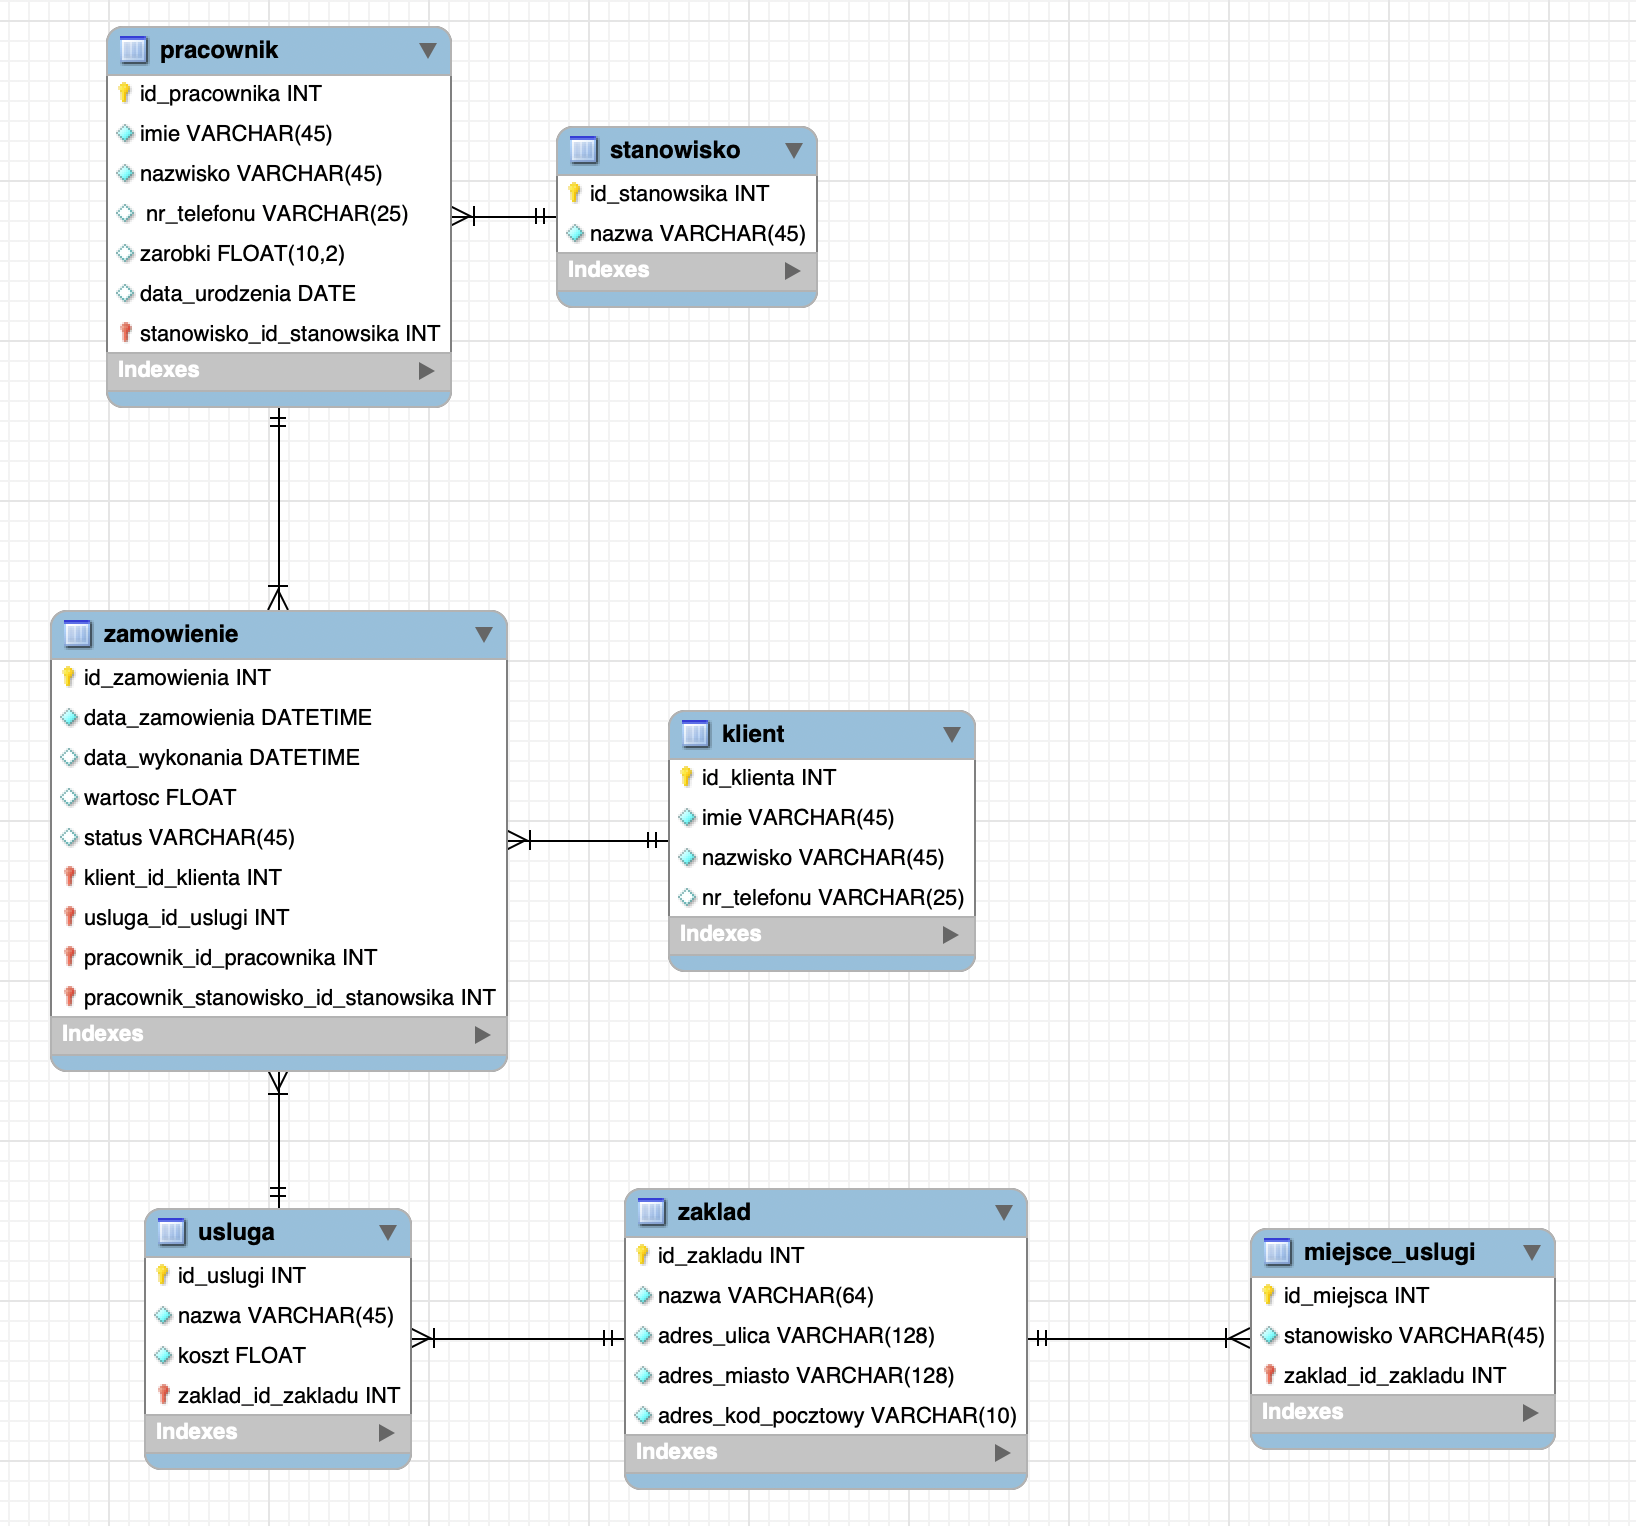 pracownik
id_pracownika INT
imie VARCHAR(45)
nazwisko VARCHAR(45)
nr_telefonu VARCHAR(25)
zarobki FLOAT(10,2)
data_urodzenia DATE
stanowisko_id_stanowsika INT
Indexes
stanowisko
id_stanowsika INT
nazwa VARCHAR(45)
Indexes
zamowienie
id_zamowienia INT
data_zamowienia DATETIME
data_wykonania DATETIME
wartosc FLOAT
status VARCHAR(45)
klient_id_klienta INT
usluga_id_uslugi INT
pracownik_id_pracownika INT
pracownik_stanowisko_id_stanowsika INT
Indexes
klient
id_klienta INT
imie VARCHAR(45)
nazwisko VARCHAR(45)
nr_telefonu VARCHAR(25)
Indexes
usluga
id_uslugi INT
nazwa VARCHAR(45)
koszt FLOAT
zaklad_id_zakladu INT
Indexes
zaklad
id_zakladu INT
nazwa VARCHAR(64)
adres_ulica VARCHAR(128)
adres_miasto VARCHAR(128)
adres_kod_pocztowy VARCHAR(10)
Indexes
miejsce_uslugi
id_miejsca INT
stanowisko VARCHAR(45)
zaklad_id_zakladu INT
Indexes